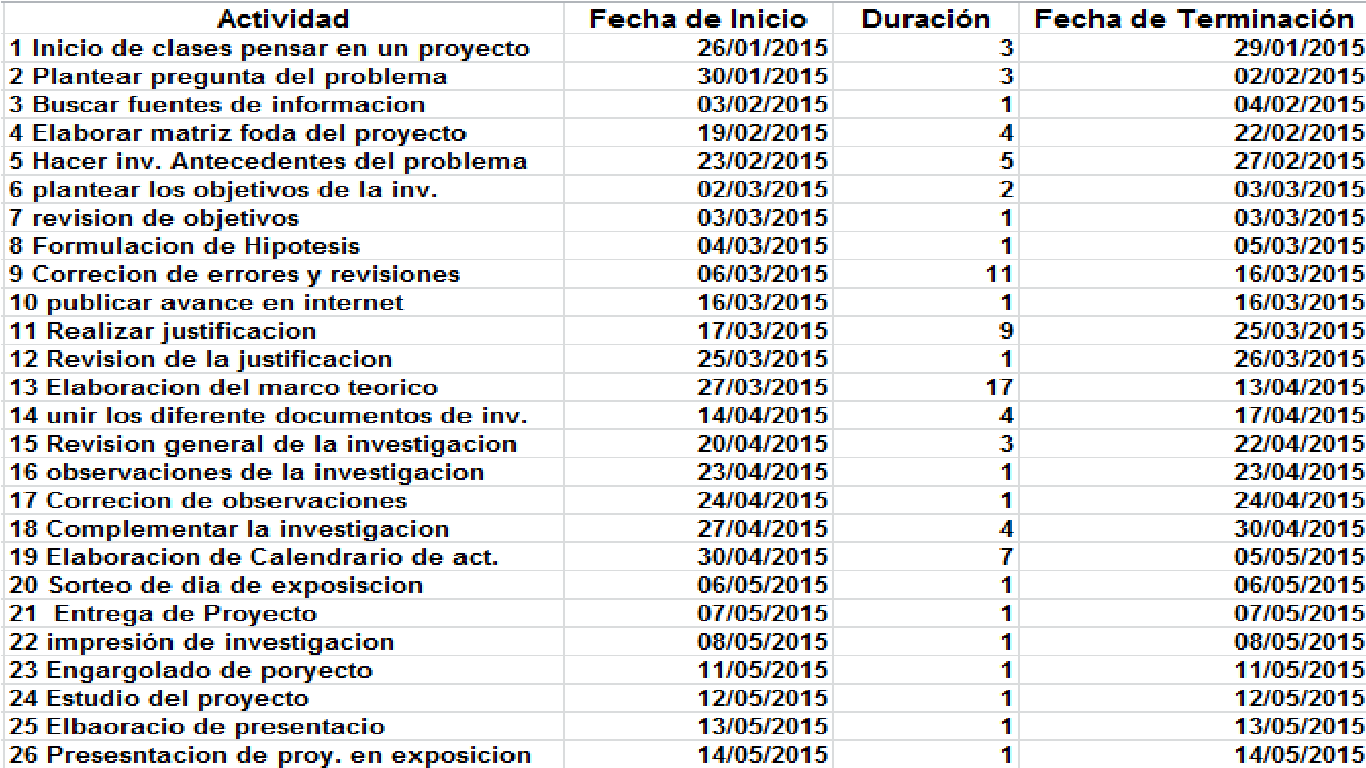 Actividad Fecha de Inicio Duración Fecha de Terminación
1 Inicio de clases pensar en un proyecto 26/01/2015 3 29/01/2015
2 Plantear pregunta del problema 30/01/2015 3 02/02/2015
3 Buscar fuentes de informacion 03/02/2015 1 04/02/2015
4 Elaborar matriz foda del proyecto 19/02/2015 4 22/02/2015
5 Hacer inv. Antecedentes del problema 23/02/2015 5 27/02/2015
6 plantear los objetivos de la inv. 02/03/2015 2 03/03/2015
7 revision de objetivos 03/03/2015 1 03/03/2015
8 Formulacion de Hipotesis 04/03/2015 1 05/03/2015
9 Correcion de errores y revisiones 06/03/2015 11 16/03/2015
10 publicar avance en internet 16/03/2015 1 16/03/2015
11 Realizar justificacion 17/03/2015 9 25/03/2015
12 Revision de la justificacion 25/03/2015 1 26/03/2015
13 Elaboracion del marco teorico 27/03/2015 17 13/04/2015
14 unir los diferente documentos de inv. 14/04/2015 4 17/04/2015
15 Revision general de la investigacion 20/04/2015 3 22/04/2015
16 observaciones de la investigacion 23/04/2015 1 23/04/2015
17 Correcion de observaciones 24/04/2015 1 24/04/2015
18 Complementar la investigacion 27/04/2015 4 30/04/2015
19 Elaboracion de Calendrario de act. 30/04/2015 7 05/05/2015
20 Sorteo de dia de exposiscion 06/05/2015 1 06/05/2015
21 Entrega de Proyecto 07/05/2015 1 07/05/2015
22 impresión de investigacion 08/05/2015 1 08/05/2015
23 Engargolado de poryecto 11/05/2015 1 11/05/2015
24 Estudio del proyecto 12/05/2015 1 12/05/2015
25 Elbaoracio de presentacio 13/05/2015 1 13/05/2015
26 Presesntacion de proy. en exposicion 14/05/2015 1 14/05/2015